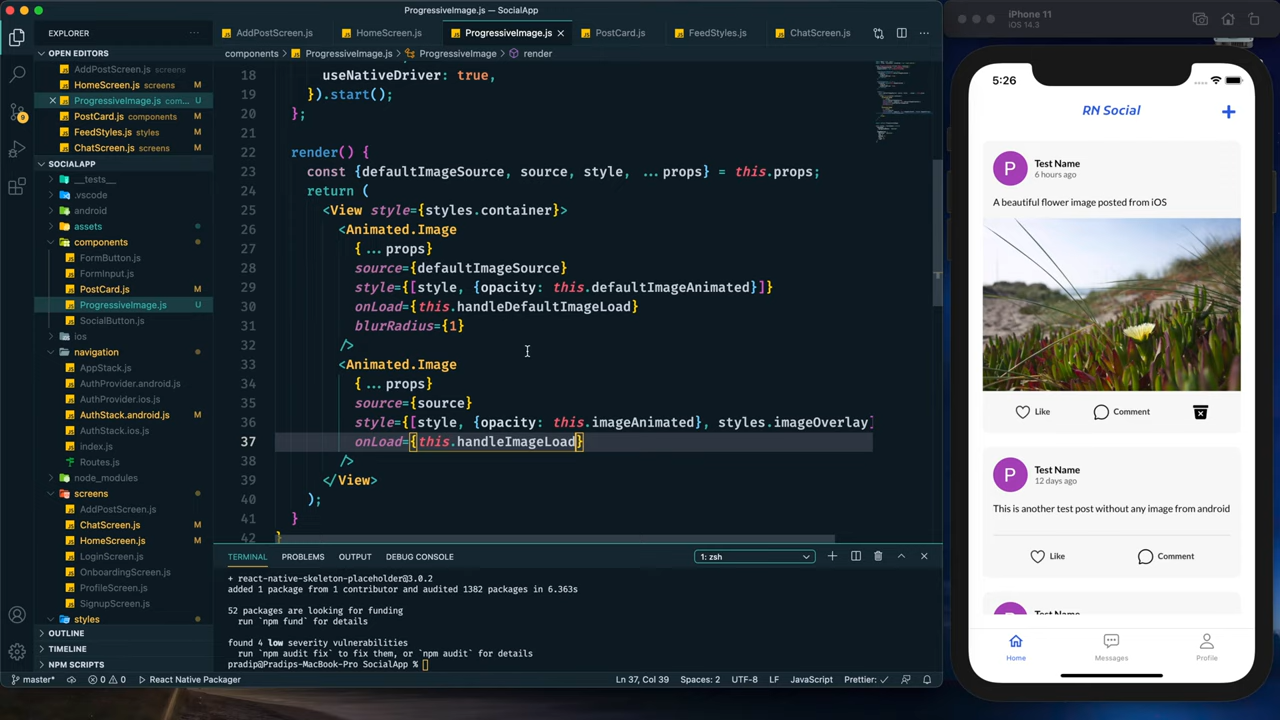 ProgressiveImage.js — SocialApp
EXPLORER
OPEN EDITORS
AddPostScreen.js screens
HomeScreen.js screens M
ProgressiveImage.js com... U
PostCard.js components M
FeedStyles.js styles M
ChatScreen.js screens M
SOCIALAPP
__tests__
.vscode
android
assets
components
FormButton.js
FormInput.js
PostCard.js M
ProgressiveImage.js U
SocialButton.js
ios
navigation
AppStack.js
AuthProvider.android.js
AuthProvider.ios.js
AuthStack.android.js M
AuthStack.ios.js
index.js
Routes.js
node_modules
screens
AddPostScreen.js
ChatScreen.js M
HomeScreen.js M
LoginScreen.js
OnboardingScreen.js
ProfileScreen.js
SignupScreen.js
styles
OUTLINE
TIMELINE
NPM SCRIPTS
9
AddPostScreen.js HomeScreen.js ProgressiveImage.js PostCard.js FeedStyles.js ChatScreen.js
components > ProgressiveImage.js > ProgressiveImage > render
18 useNativeDriver: true,
19 }).start();
20 };
21
22 render() {
23 const {defaultImageSource, source, style, ...props} = this.props;
24 return (
25 <View style={styles.container}>
26 <Animated.Image
27 {...props}
28 source={defaultImageSource}
29 style={[style, {opacity: this.defaultImageAnimated}]}
30 onLoad={this.handleDefaultImageLoad}
31 blurRadius={1}
32 />
33 <Animated.Image
34 {...props}
35 source={source}
36 style={[style, {opacity: this.imageAnimated}, styles.imageOverlay]
37 onLoad={this.handleImageLoad}
38 />
39 </View>
40 );
41 }
42 }
TERMINAL PROBLEMS OUTPUT DEBUG CONSOLE 1: zsh
+ react-native-skeleton-placeholder@3.0.2
added 1 package from 1 contributor and audited 1382 packages in 6.363s
52 packages are looking for funding
run `npm fund` for details
found 4 low severity vulnerabilities
run `npm audit fix` to fix them, or `npm audit` for details
pradip@Pradips-MacBook-Pro SocialApp %
master* 0 0 React Native Packager Ln 37, Col 39 Spaces: 2 UTF-8 LF JavaScript Prettier: ✓
iPhone 11
iOS 14.3
5:26
RN Social
P
Test Name
6 hours ago
A beautiful flower image posted from iOS
Like Comment
P
Test Name
12 days ago
This is another test post without any image from android
Like Comment
Test Name
Home Messages Profile